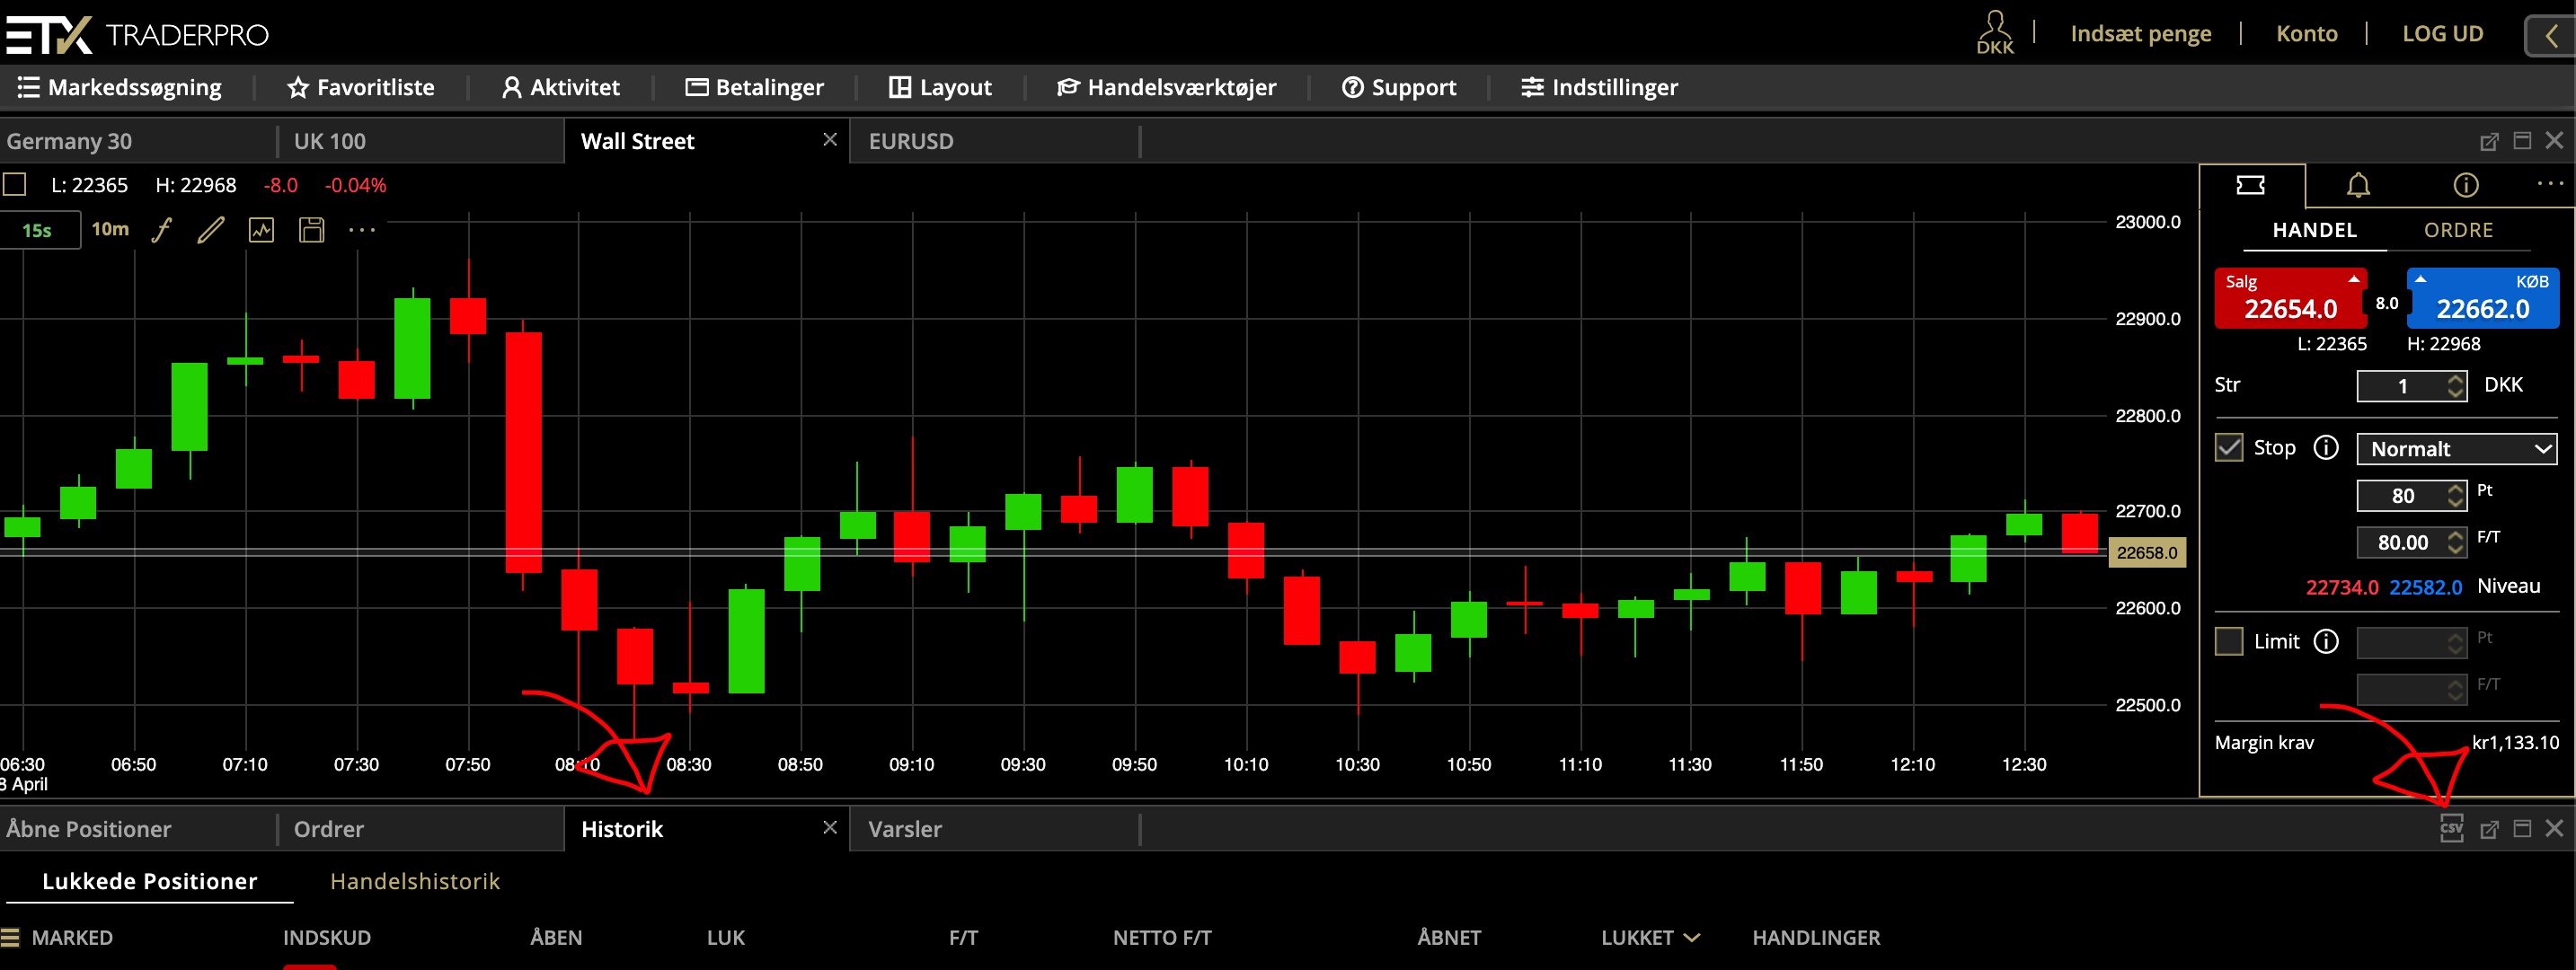 ETX TRADERPRO
DKK
Indsæt penge
Konto
LOG UD
Markedssøgning
Favoritliste
Aktivitet
Betalinger
Layout
Handelsværktøjer
Support
Indstillinger
Germany 30
UK 100
Wall Street
EURUSD
L: 22365 H: 22968 -8.0 -0.04%
15s 10m
23000.0
22900.0
22800.0
22700.0
22658.0
22600.0
22500.0
06:30 06:50 07:10 07:30 07:50 08:10 08:30 08:50 09:10 09:30 09:50 10:10 10:30 10:50 11:10 11:30 11:50 12:10 12:30
8 April
HANDEL ORDRE
Salg KØB
22654.0 8.0 22662.0
L: 22365 H: 22968
Str 1 DKK
Stop Normalt
80 Pt
80.00 F/T
22734.0 22582.0 Niveau
Limit Pt
F/T
Margin krav kr1,133.10
Åbne Positioner
Ordrer
Historik
Varsler
CSV
Lukkede Positioner Handelshistorik
MARKED INDSKUD ÅBEN LUK F/T NETTO F/T ÅBNET LUKKET HANDLINGER